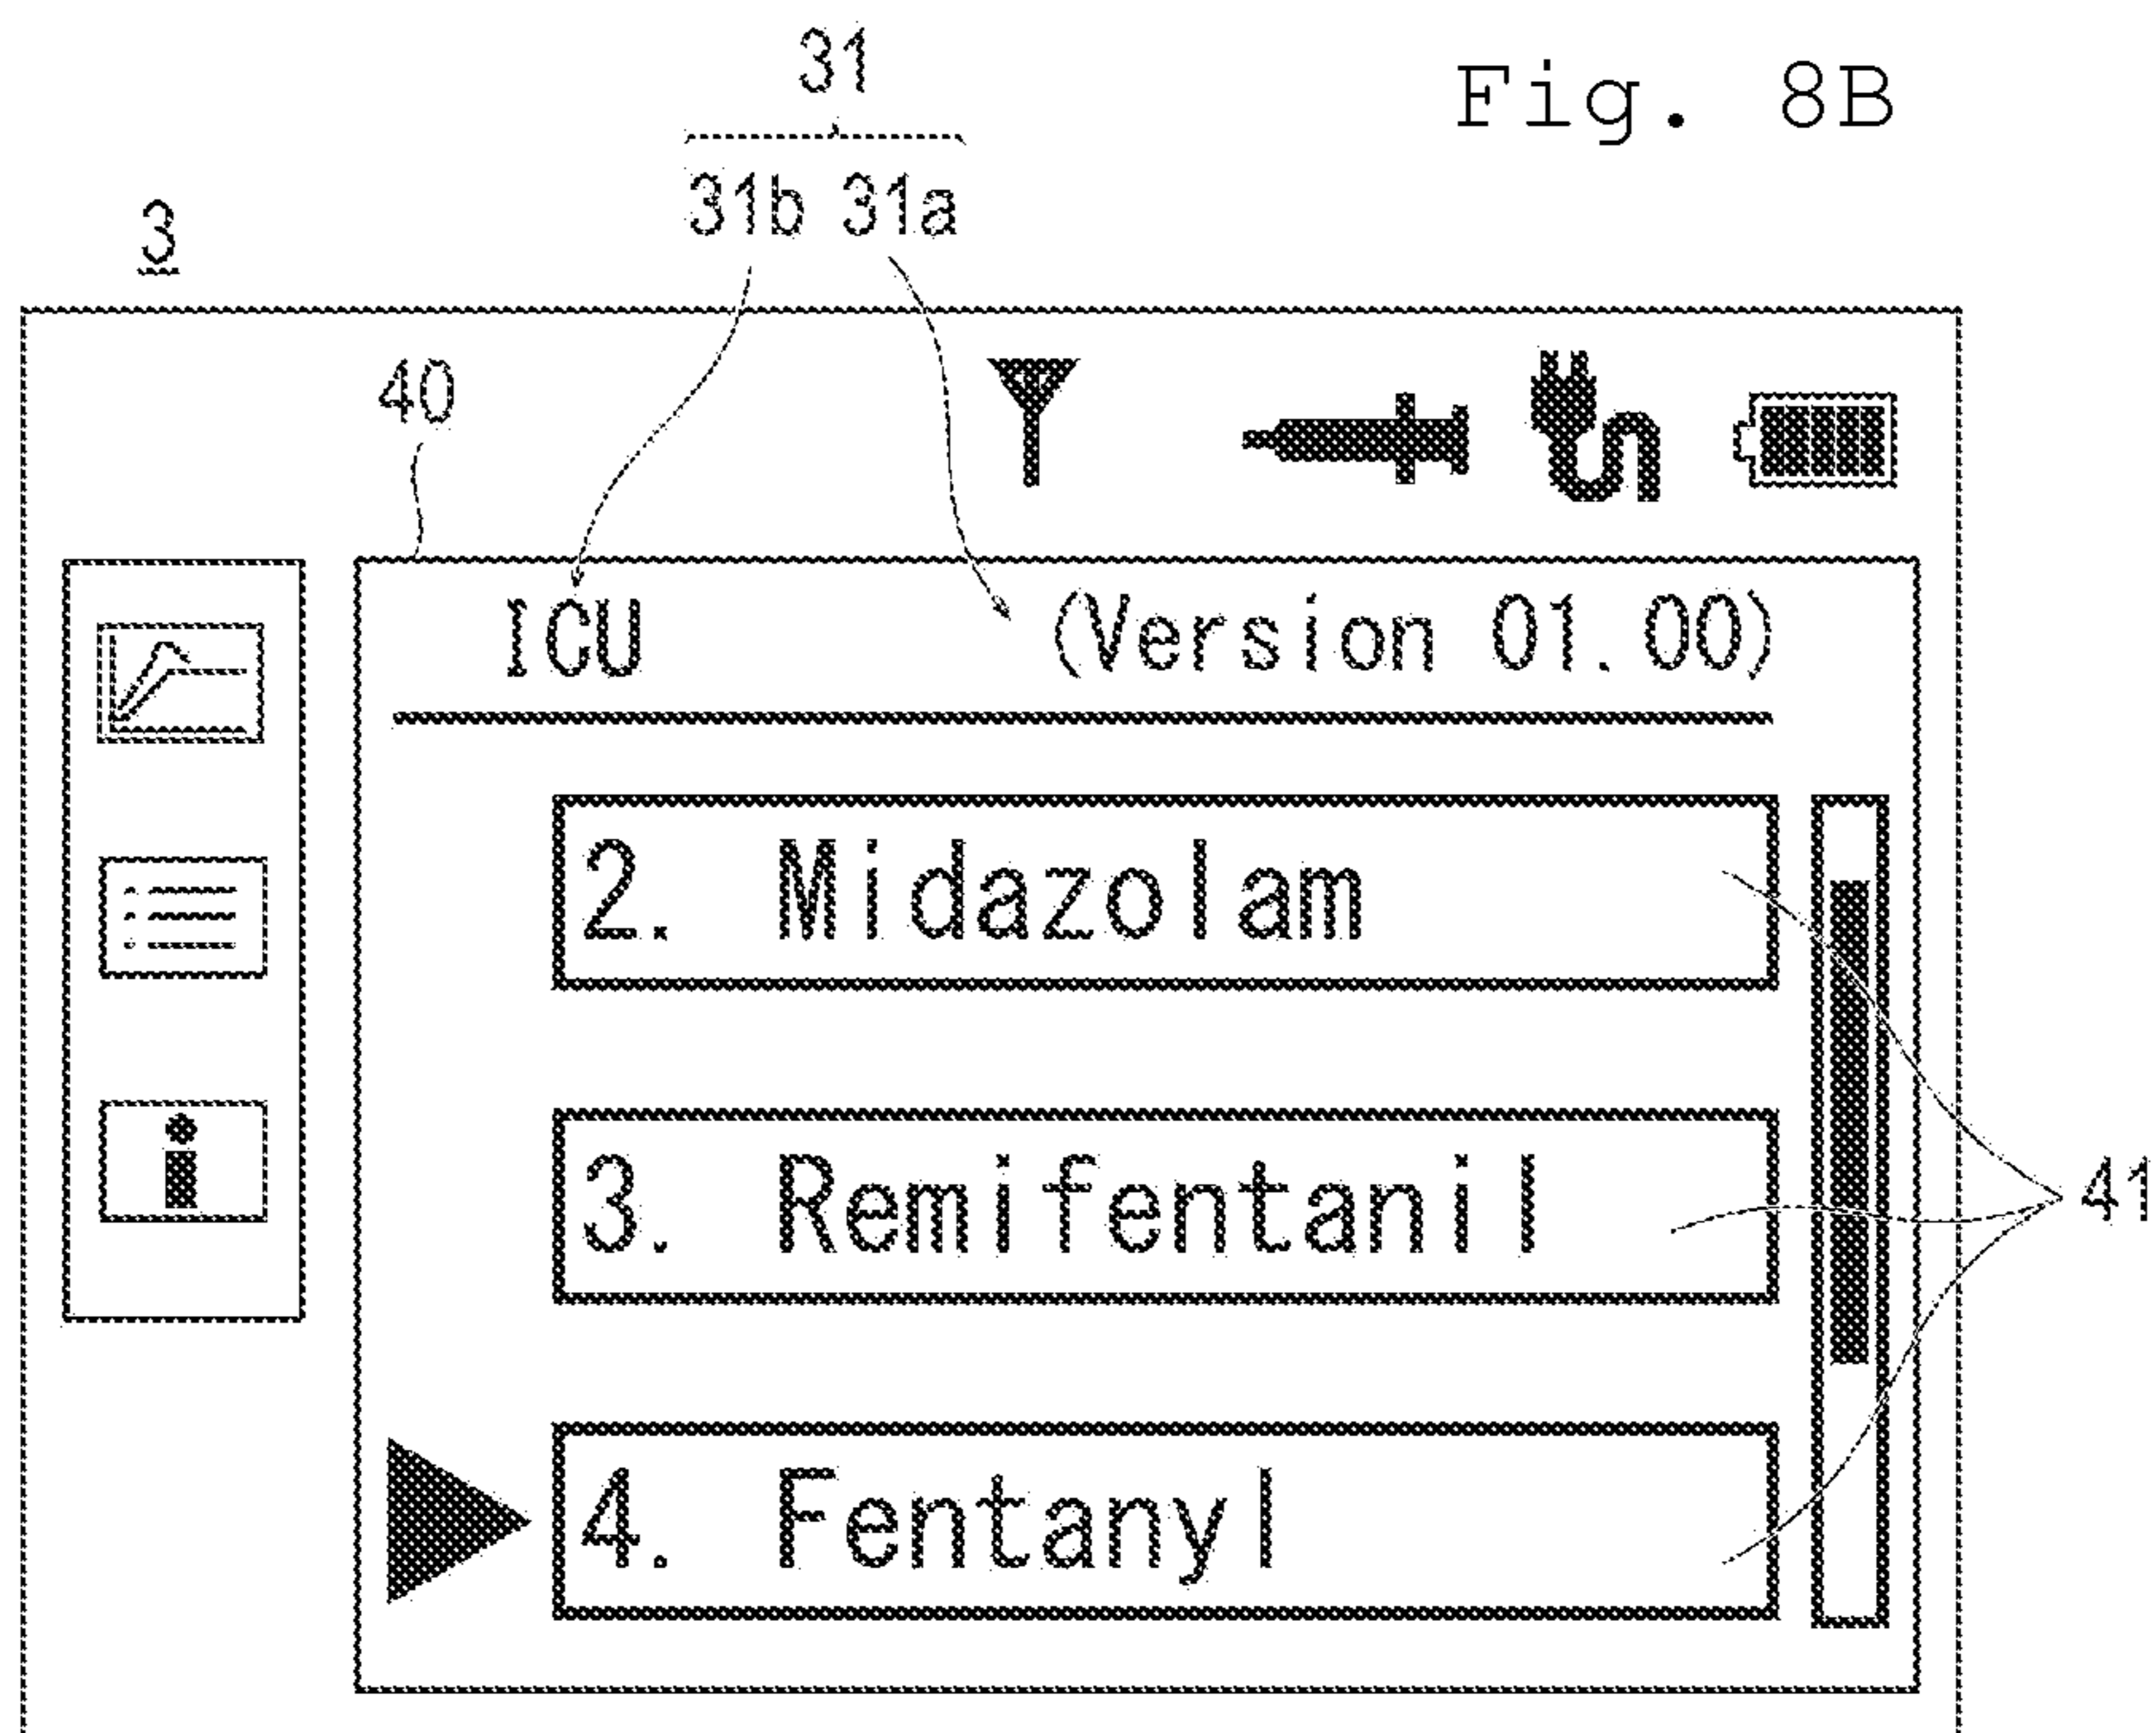 Fig. 8B
31
31b 31a
3
40
ICU (Version 01.00)
2. Midazolam
3. Remifentanil
41
4. Fentanyl
i